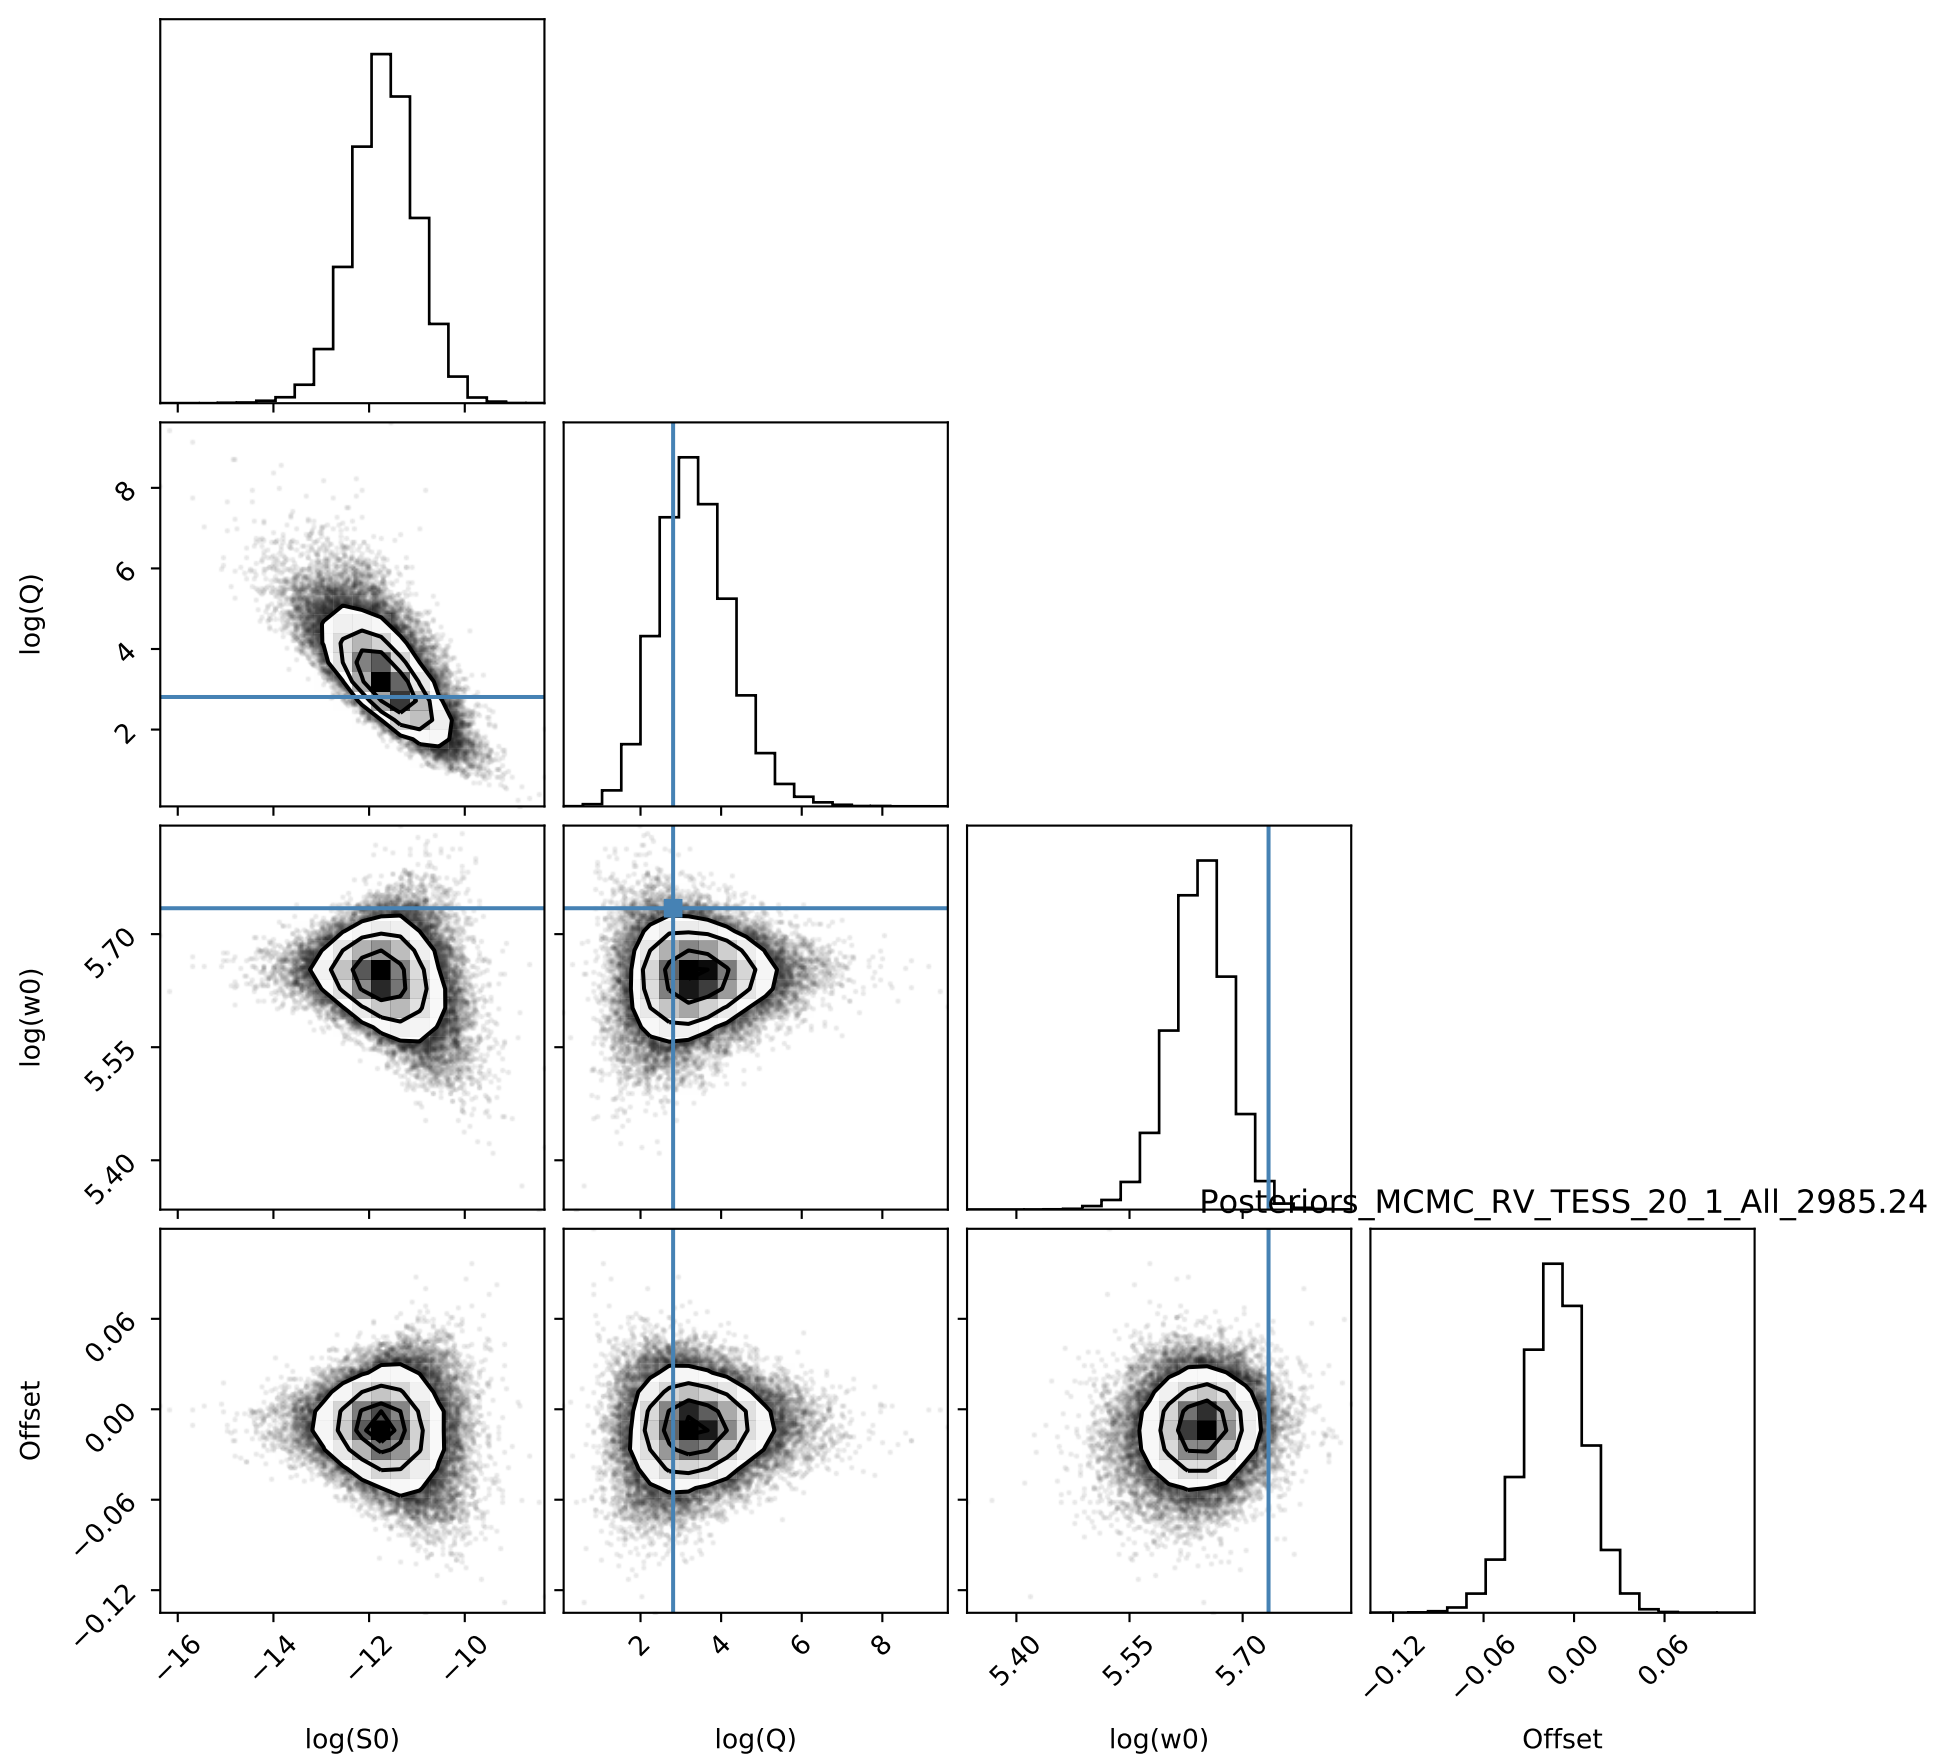 8
6
4
2
log(Q)
5.70
5.55
5.40
log(w0)
Posteriors_MCMC_RV_TESS_20_1_All_2985.24
0.06
0.00
−0.06
−0.12
Offset
−16 −14 −12 −10
2 4 6 8
5.40 5.55 5.70
−0.12 −0.06 0.00 0.06
log(S0) log(Q) log(w0) Offset